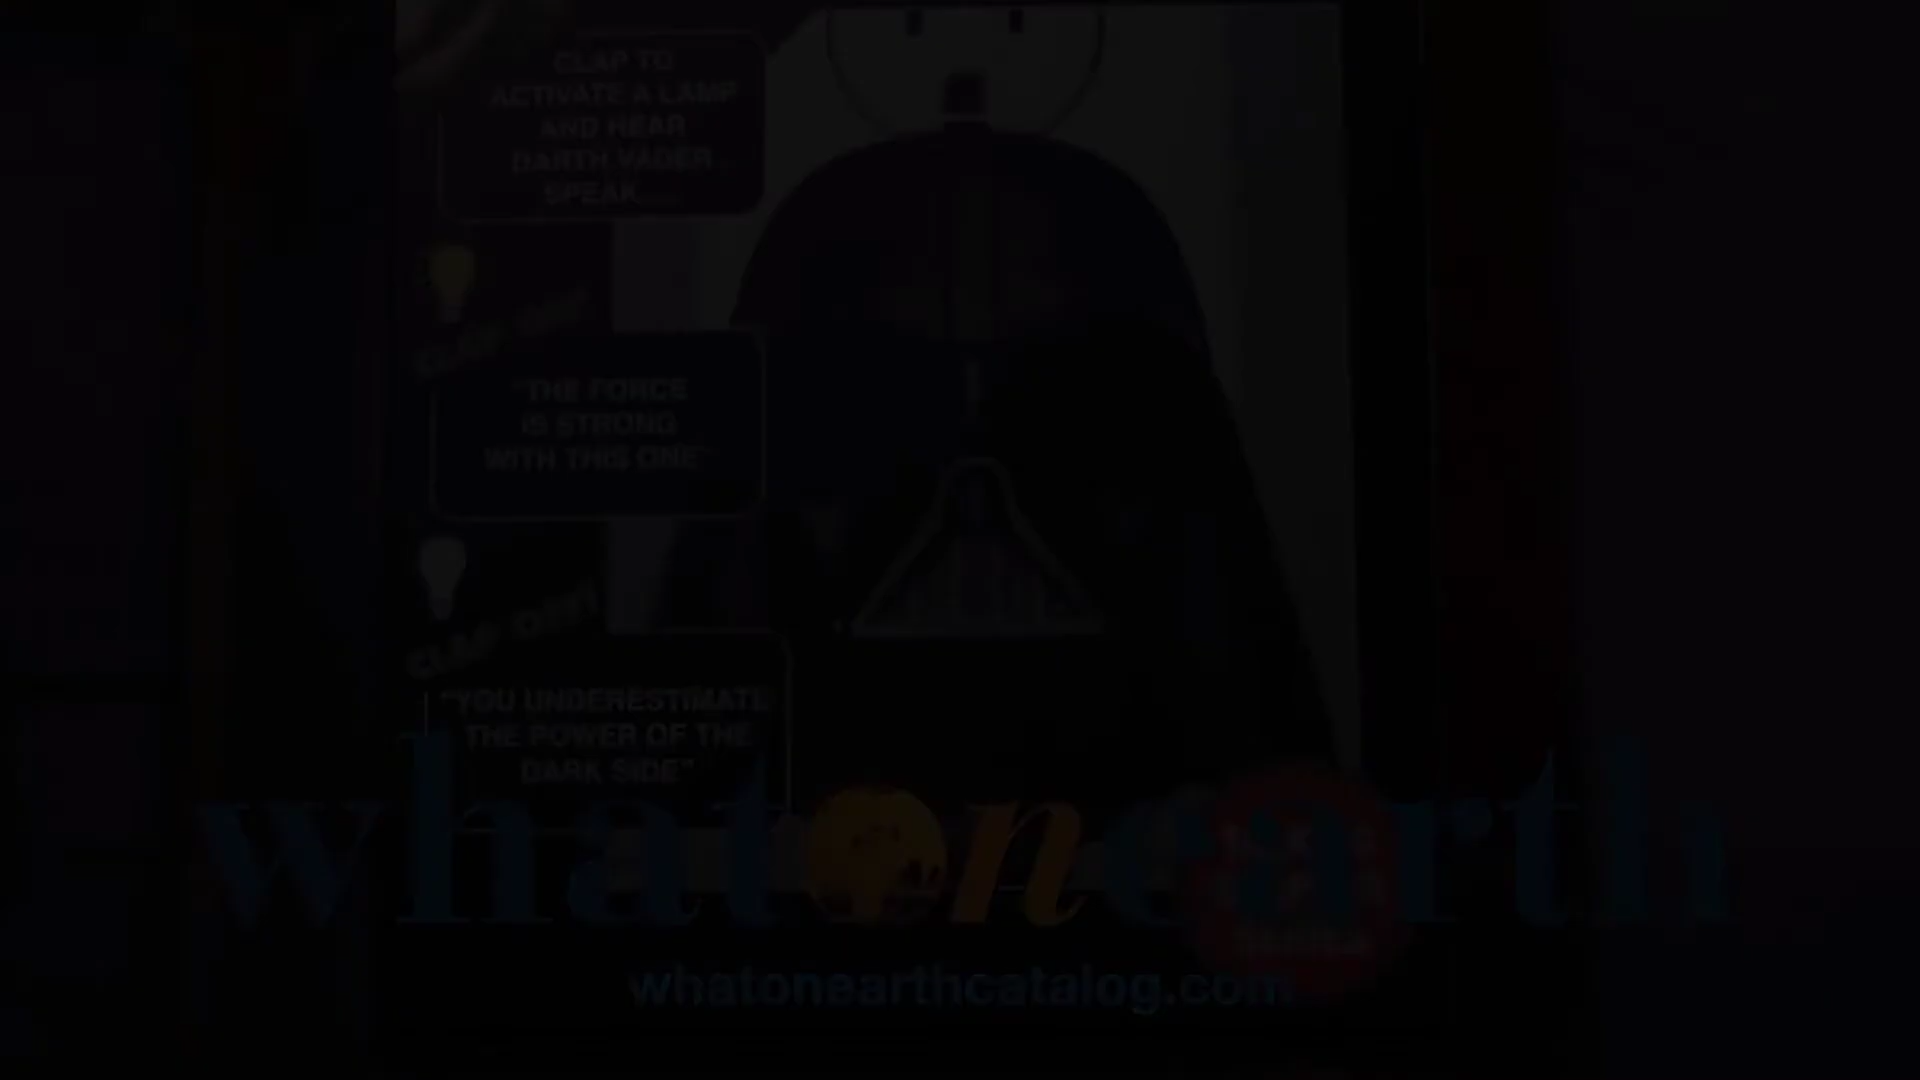 CLAP TO
ACTIVATE A LAMP
AND HEAR
DARTH VADER
SPEAK....
CLAP ON!
"THE FORCE
IS STRONG
WITH THIS ONE"
CLAP OFF!
"YOU UNDERESTIMATE
THE POWER OF THE
DARK SIDE"
whatonearth
whatonearthcatalog.com